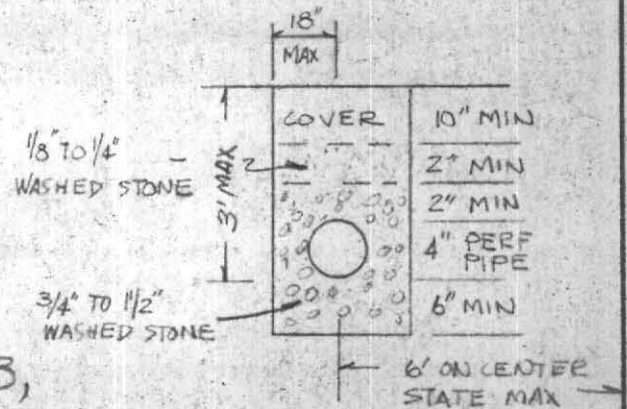 18"
MAX
COVER
10" MIN
1/8" TO 1/4"
WASHED STONE
2" MIN
3' MAX
2" MIN
4" PERF
PIPE
3/4" TO 1 1/2"
WASHED STONE
6" MIN
6' ON CENTER
STATE MAX